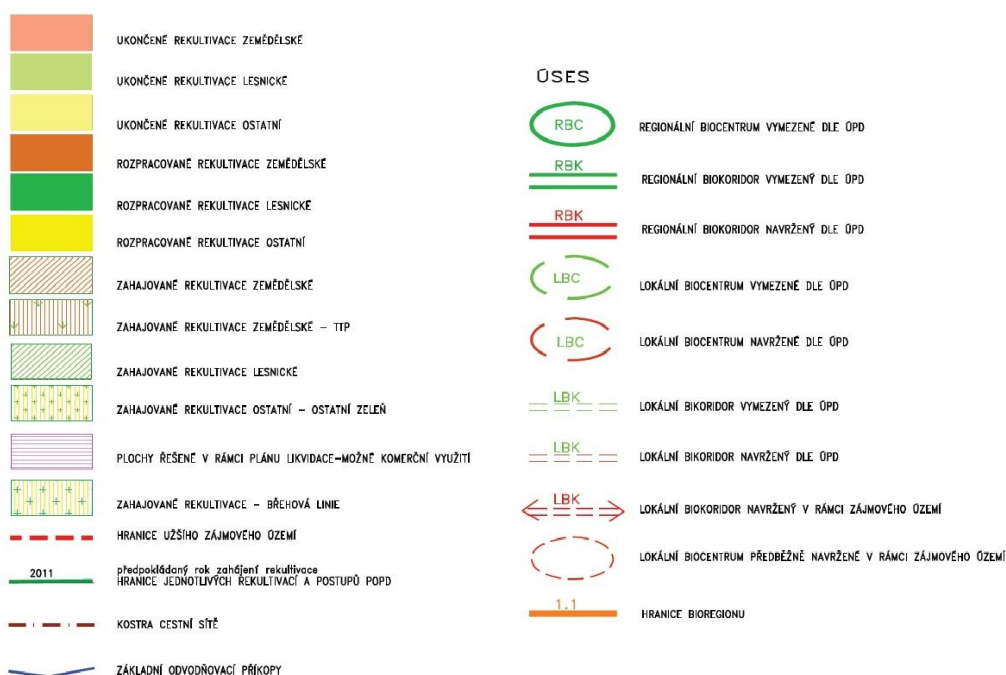 UKONČENÉ REKULTIVACE ZEMĚDĚLSKÉ
UKONČENÉ REKULTIVACE LESNICKÉ
UKONČENÉ REKULTIVACE OSTATNÍ
ROZPRACOVANÉ REKULTIVACE ZEMĚDĚLSKÉ
ROZPRACOVANÉ REKULTIVACE LESNICKÉ
ROZPRACOVANÉ REKULTIVACE OSTATNÍ
ZAHAJOVANÉ REKULTIVACE ZEMĚDĚLSKÉ
ZAHAJOVANÉ REKULTIVACE ZEMĚDĚLSKÉ – TTP
ZAHAJOVANÉ REKULTIVACE LESNICKÉ
ZAHAJOVANÉ REKULTIVACE OSTATNÍ – OSTATNÍ ZELEŇ
PLOCHY ŘEŠENÉ V RÁMCI PLÁNU LIKVIDACE–MOŽNÉ KOMERČNÍ VYUŽITÍ
ZAHAJOVANÉ REKULTIVACE – BŘEHOVÁ LINIE
HRANICE UŽŠÍHO ZÁJMOVÉHO ÚZEMÍ
2011 předpokládaný rok zahájení rekultivace
HRANICE JEDNOTLIVÝCH REKULTIVACÍ A POSTUPŮ POPD
KOSTRA CESTNÍ SÍTĚ
ZÁKLADNÍ ODVODŇOVACÍ PŘÍKOPY
ÚSES
RBC REGIONÁLNÍ BIOCENTRUM VYMEZENÉ DLE ÚPD
RBK REGIONÁLNÍ BIOKORIDOR VYMEZENÝ DLE ÚPD
RBK REGIONÁLNÍ BIOKORIDOR NAVRŽENÝ DLE ÚPD
LBC LOKÁLNÍ BIOCENTRUM VYMEZENÉ DLE ÚPD
LBC LOKÁLNÍ BIOCENTRUM NAVRŽENÉ DLE ÚPD
LBK LOKÁLNÍ BIKORIDOR VYMEZENÝ DLE ÚPD
LBK LOKÁLNÍ BIKORIDOR NAVRŽENÝ DLE ÚPD
LBK LOKÁLNÍ BIOKORIDOR NAVRŽENÝ V RÁMCI ZÁJMOVÉHO ÚZEMÍ
LOKÁLNÍ BIOCENTRUM PŘEDBĚŽNĚ NAVRŽENÉ V RÁMCI ZÁJMOVÉHO ÚZEMÍ
1.1 HRANICE BIOREGIONU